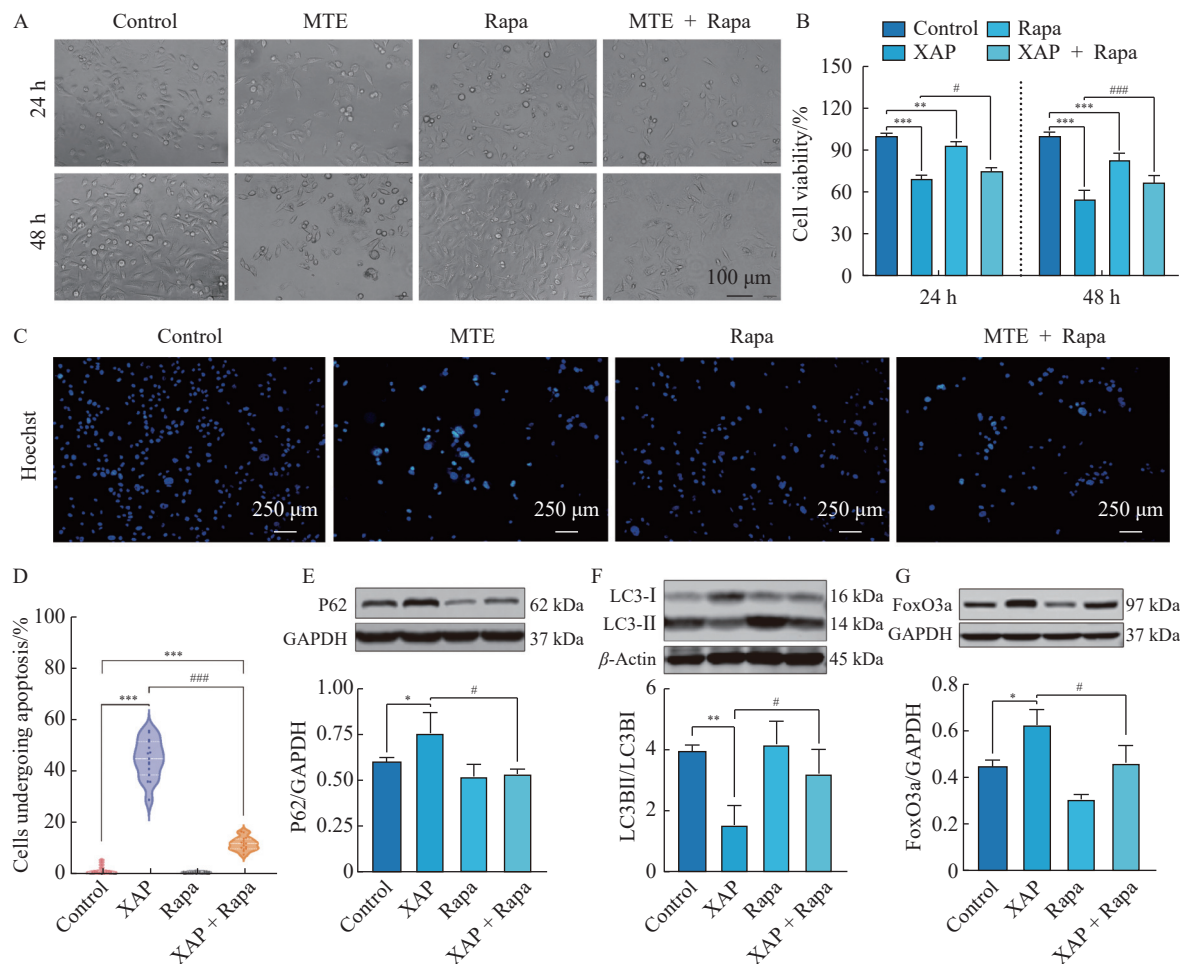 A
Control
MTE
Rapa
MTE + Rapa
24 h
48 h
100 μm
B
Control
Rapa
XAP
XAP + Rapa
Cell viability/%
150
120
90
60
30
0
***
**
#
***
***
###
24 h
48 h
C
Control
MTE
Rapa
MTE + Rapa
Hoechst
250 μm
250 μm
250 μm
250 μm
D
Cells undergoing apoptosis/%
100
80
60
40
20
0
***
***
###
Control
XAP
Rapa
XAP + Rapa
E
P62
62 kDa
GAPDH
37 kDa
P62/GAPDH
1.00
0.75
0.50
0.25
0
*
#
Control
XAP
Rapa
XAP + Rapa
F
LC3-I
16 kDa
LC3-II
14 kDa
β-Actin
45 kDa
LC3BII/LC3BI
6
4
2
0
**
#
Control
XAP
Rapa
XAP + Rapa
G
FoxO3a
97 kDa
GAPDH
37 kDa
FoxO3a/GAPDH
0.8
0.6
0.4
0.2
0
*
#
Control
XAP
Rapa
XAP + Rapa